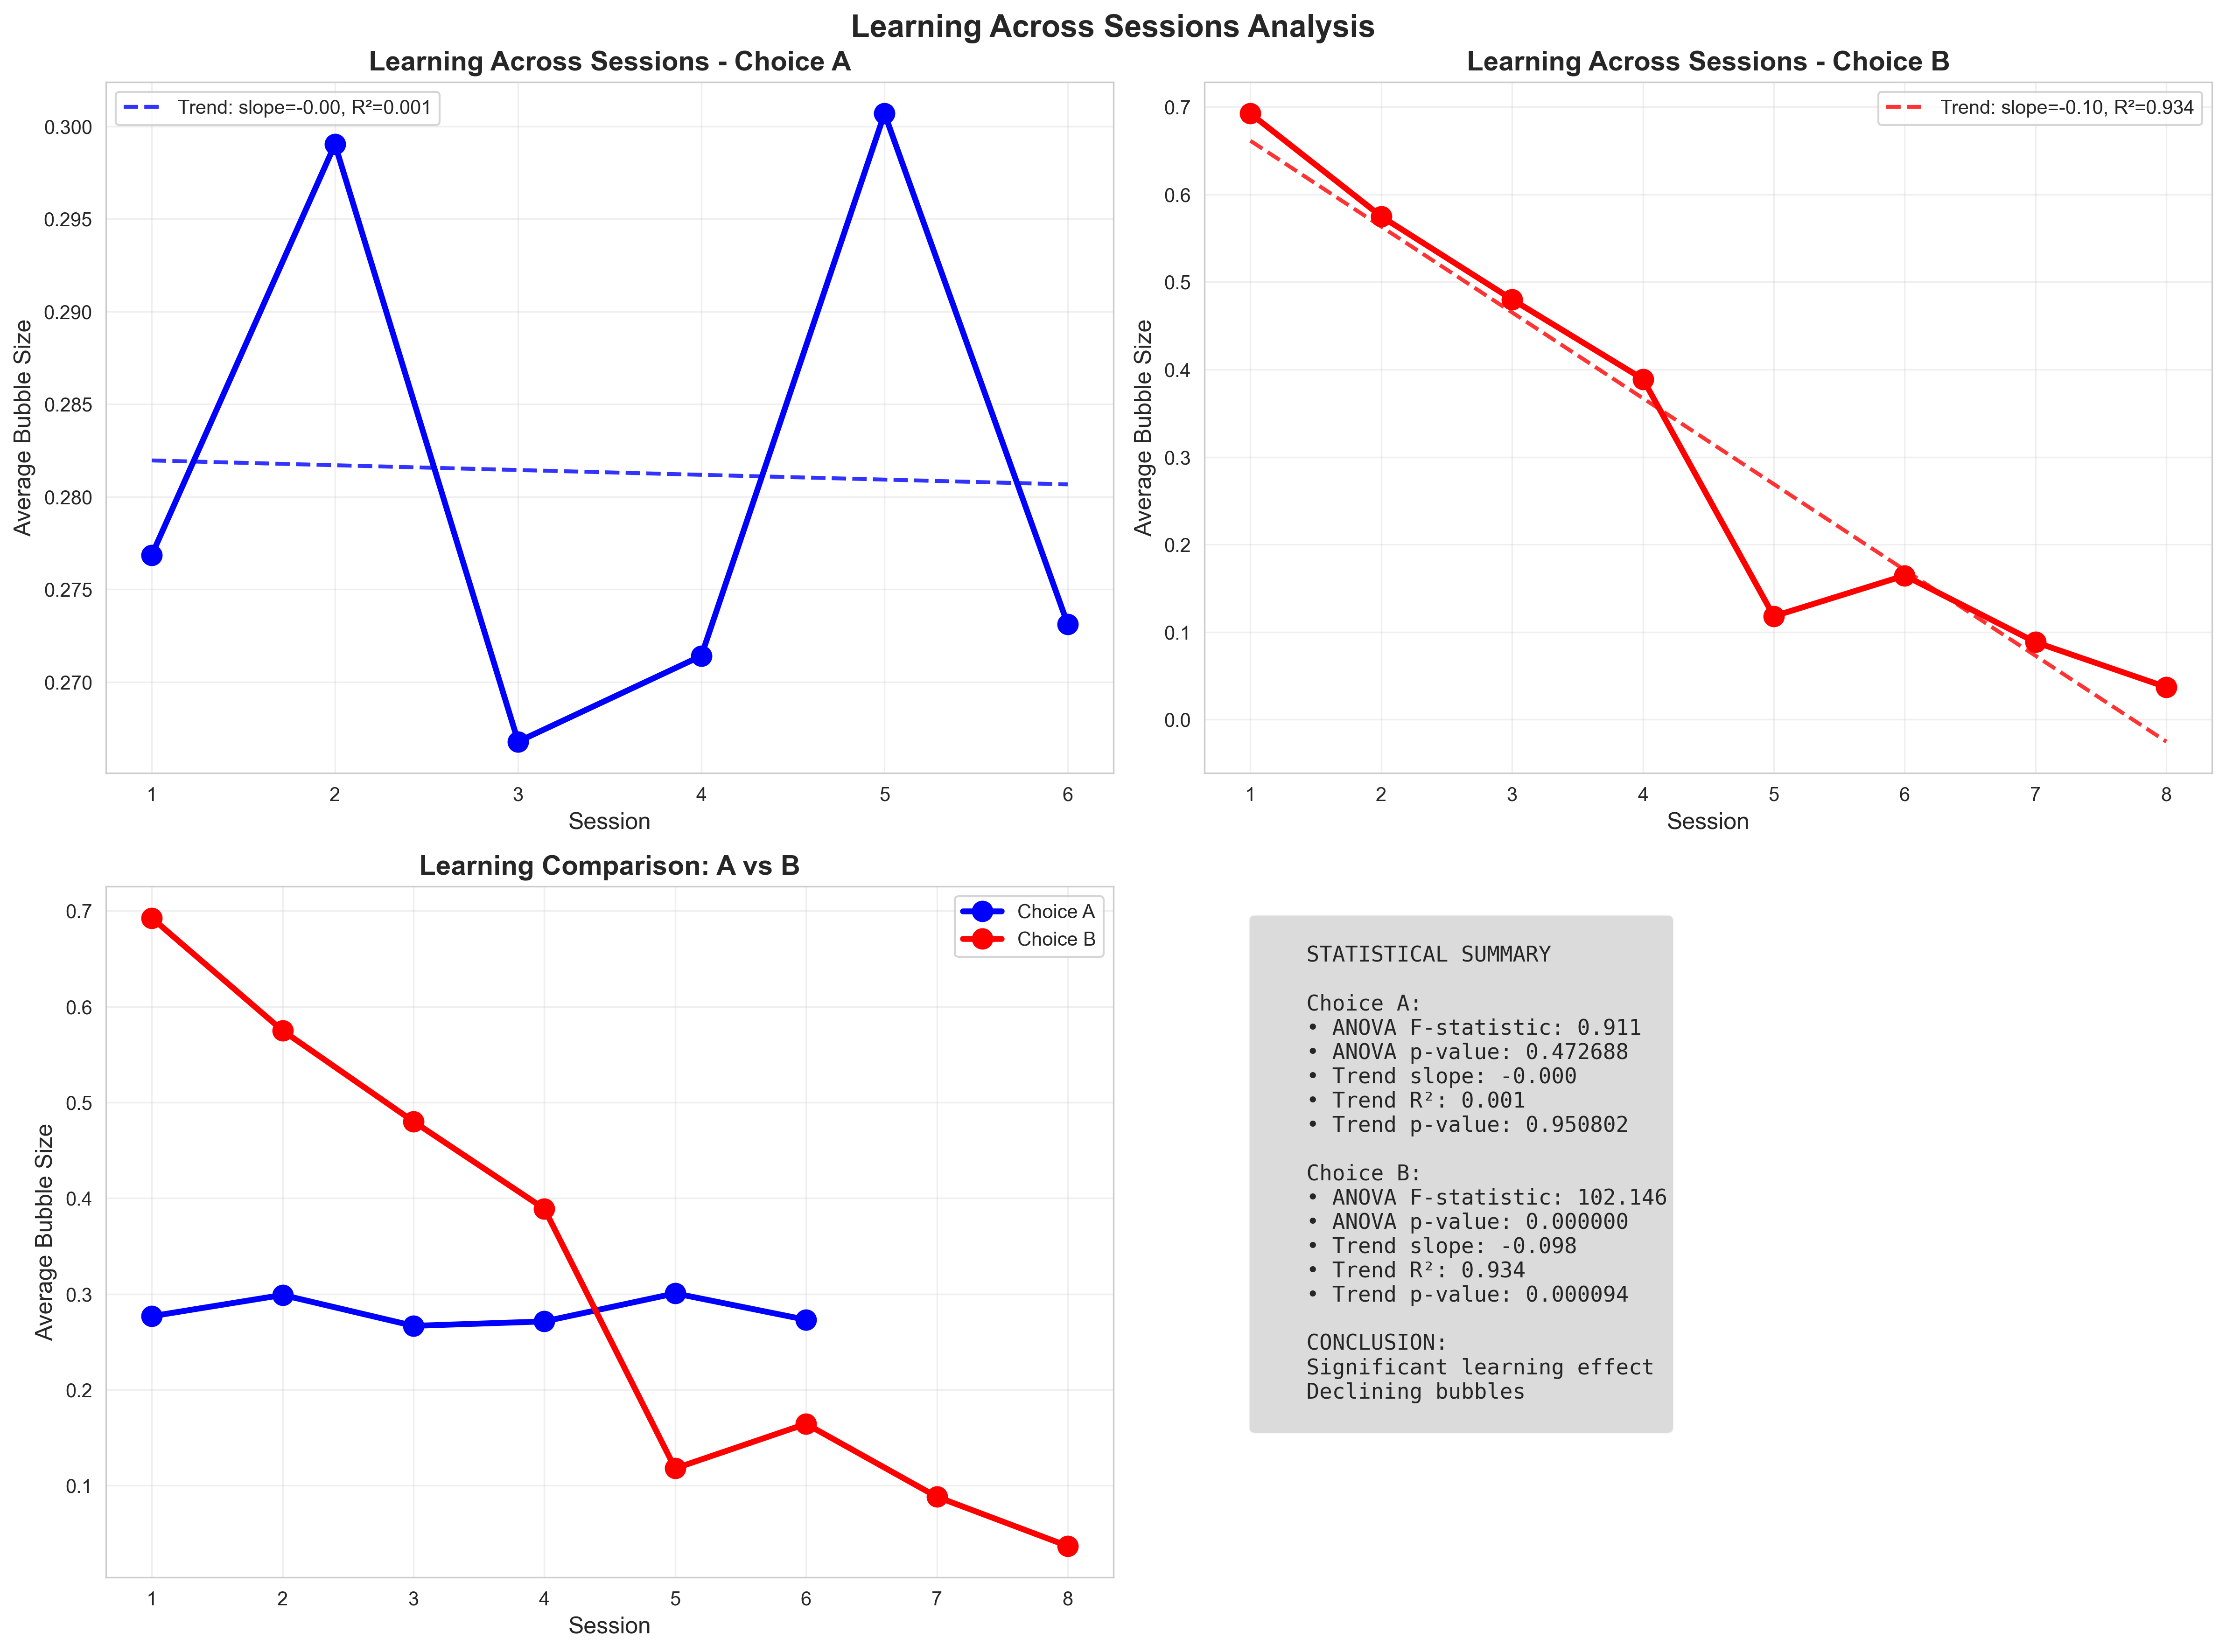 Learning Across Sessions Analysis
Learning Across Sessions - Choice A
Trend: slope=-0.00, R²=0.001
0.300
0.295
0.290
0.285
0.280
0.275
0.270
Average Bubble Size
1 2 3 4 5 6
Session
Learning Across Sessions - Choice B
Trend: slope=-0.10, R²=0.934
0.7
0.6
0.5
0.4
0.3
0.2
0.1
0.0
Average Bubble Size
1 2 3 4 5 6 7 8
Session
Learning Comparison: A vs B
Choice A
Choice B
0.7
0.6
0.5
0.4
0.3
0.2
0.1
Average Bubble Size
1 2 3 4 5 6 7 8
Session
STATISTICAL SUMMARY
Choice A:
• ANOVA F-statistic: 0.911
• ANOVA p-value: 0.472688
• Trend slope: -0.000
• Trend R²: 0.001
• Trend p-value: 0.950802
Choice B:
• ANOVA F-statistic: 102.146
• ANOVA p-value: 0.000000
• Trend slope: -0.098
• Trend R²: 0.934
• Trend p-value: 0.000094
CONCLUSION:
Significant learning effect
Declining bubbles